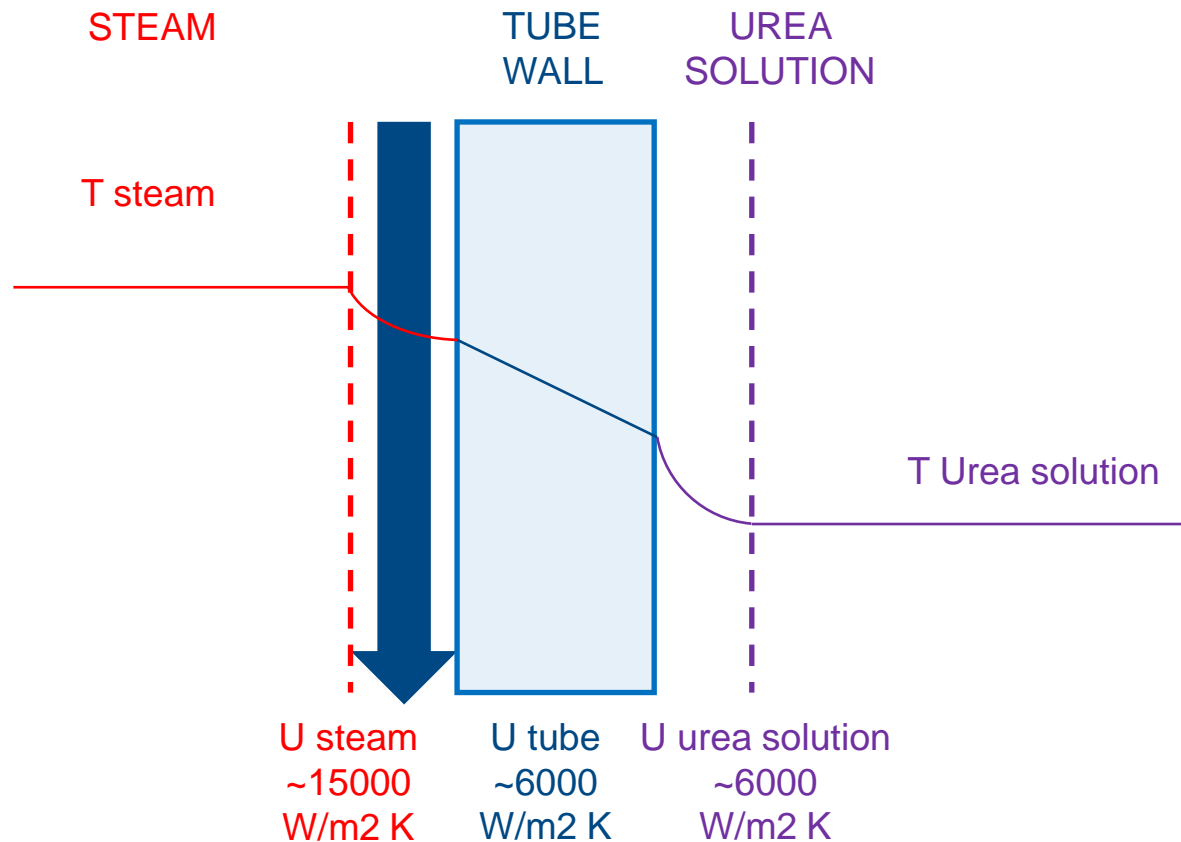 STEAM
TUBE
WALL
UREA
SOLUTION
T steam
T Urea solution
U steam
~15000
W/m2 K
U tube
~6000
W/m2 K
U urea solution
~6000
W/m2 K